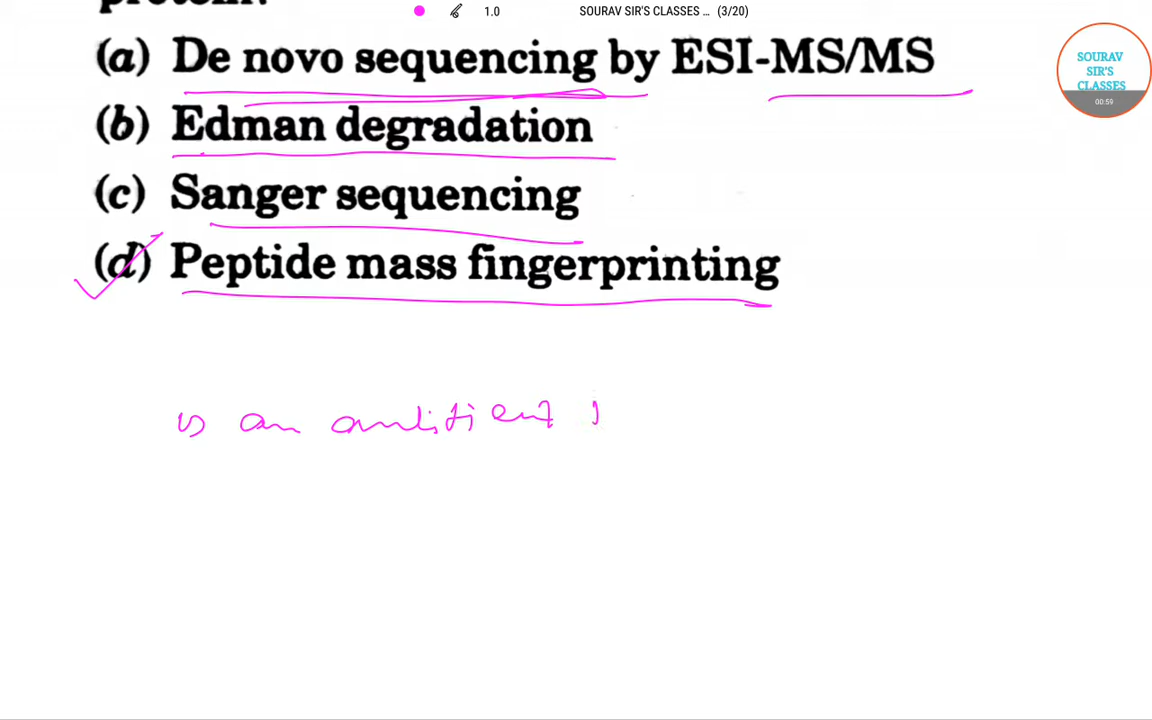 protein?
1.0 SOURAV SIR'S CLASSES ... (3/20)
(a) De novo sequencing by ESI-MS/MS
SOURAV
SIR'S
CLASSES
00:59
(b) Edman degradation
(c) Sanger sequencing
(d) Peptide mass fingerprinting
is an